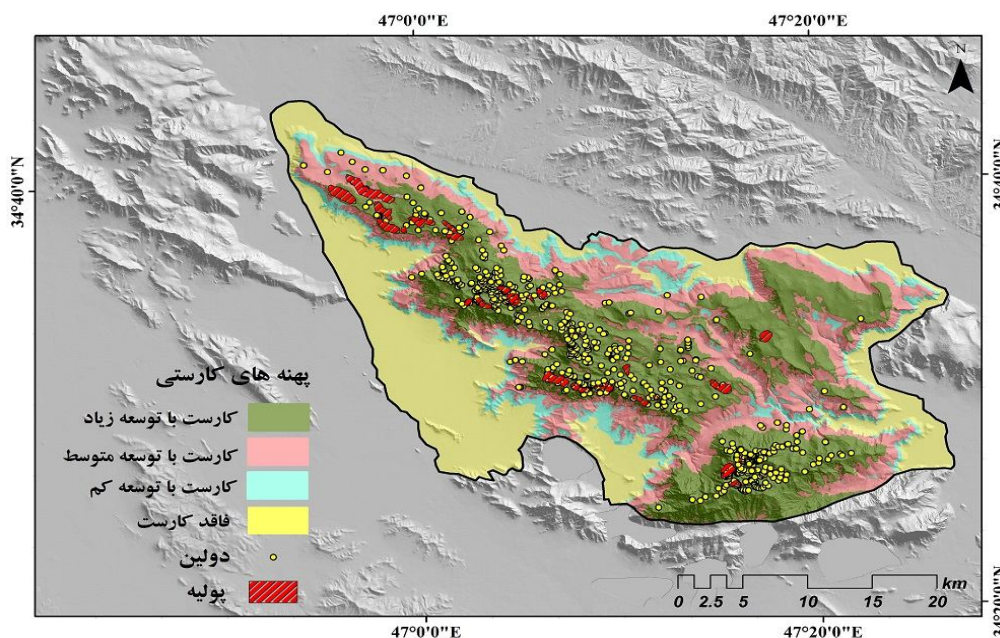 47°0'0"E
47°20'0"E
N
34°40'0"N
34°40'0"N
پهنه های کارستی
کارست با توسعه زیاد
کارست با توسعه متوسط
کارست با توسعه کم
فاقد کارست
دولین
پولیه
km
0 2.5 5 10 15 20
47°0'0"E
47°20'0"E